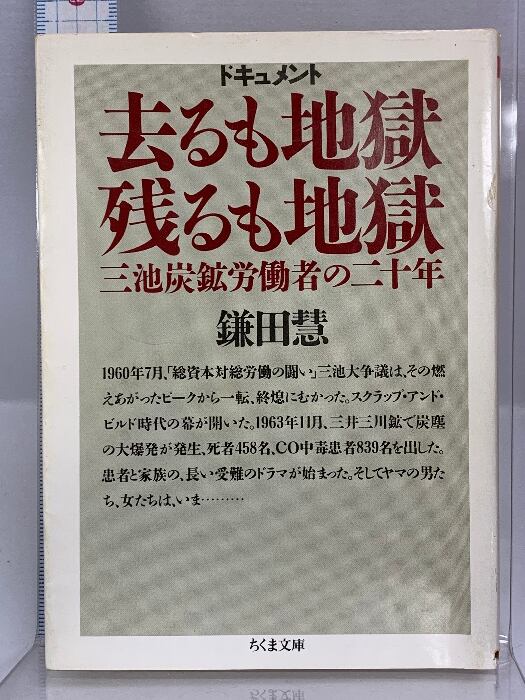 ドキュメント
去るも地獄
残るも地獄
三池炭鉱労働者の二十年
鎌田慧
1960年7月、「総資本対総労働の闘い」三池大争議は、その燃
えあがったピークから一転、終熄にむかった。スクラップ・アンド・
ビルド時代の幕が開いた。1963年11月、三井三川鉱で炭塵
の大爆発が発生、死者458名、CO中毒患者839名を出した。
患者と家族の、長い受難のドラマが始まった。そしてヤマの男た
ち、女たちは、いま………
ちくま文庫